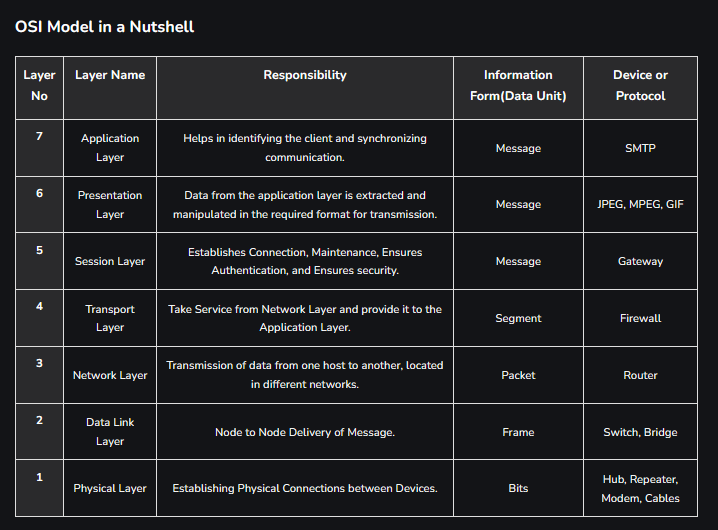 OSI Model in a Nutshell
Layer No | Layer Name | Responsibility | Information Form(Data Unit) | Device or Protocol
7 | Application Layer | Helps in identifying the client and synchronizing communication. | Message | SMTP
6 | Presentation Layer | Data from the application layer is extracted and manipulated in the required format for transmission. | Message | JPEG, MPEG, GIF
5 | Session Layer | Establishes Connection, Maintenance, Ensures Authentication, and Ensures security. | Message | Gateway
4 | Transport Layer | Take Service from Network Layer and provide it to the Application Layer. | Segment | Firewall
3 | Network Layer | Transmission of data from one host to another, located in different networks. | Packet | Router
2 | Data Link Layer | Node to Node Delivery of Message. | Frame | Switch, Bridge
1 | Physical Layer | Establishing Physical Connections between Devices. | Bits | Hub, Repeater, Modem, Cables